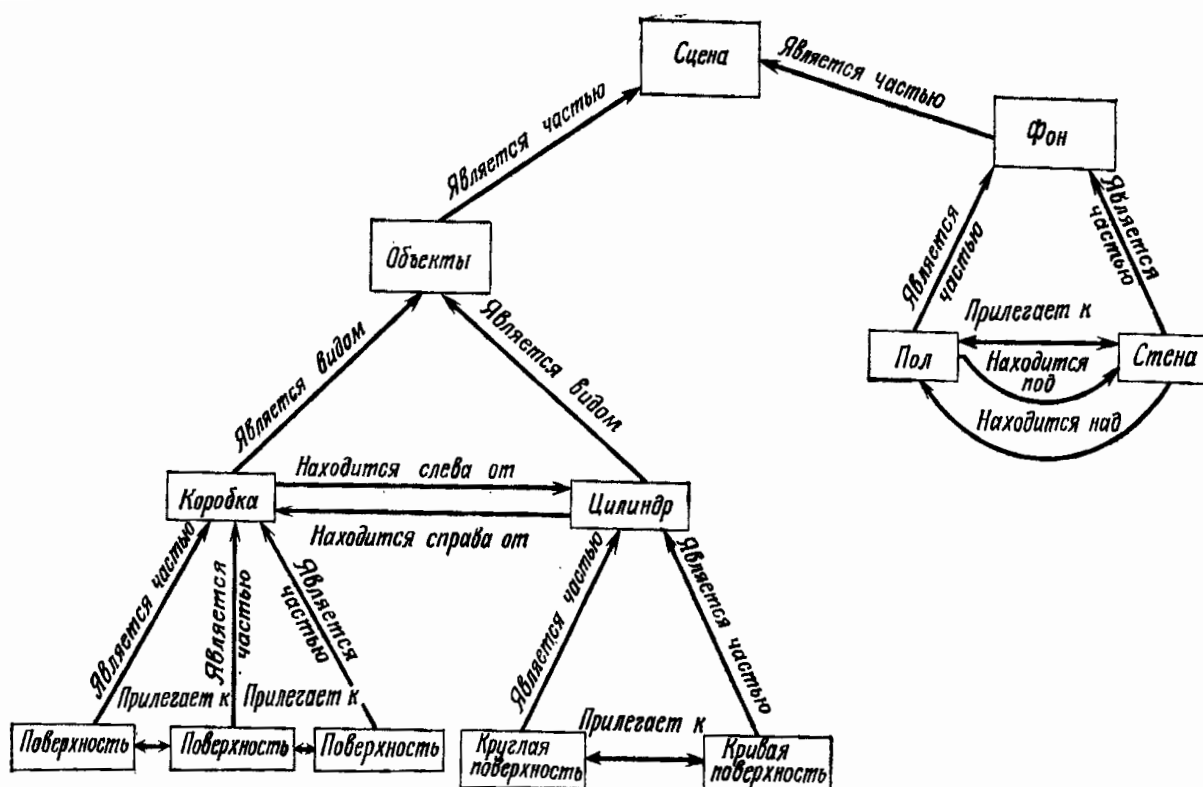 Сцена
Является частью
Является частью
Фон
Объекты
Является частью
Является частью
Прилегает к
Пол
Стена
Находится под
Находится над
Является видом
Является видом
Находится слева от
Коробка
Цилиндр
Находится справа от
Является частью
Является частью
Является частью
Является частью
Является частью
Прилегает к
Прилегает к
Прилегает к
Поверхность
Поверхность
Поверхность
Круглая поверхность
Кривая поверхность